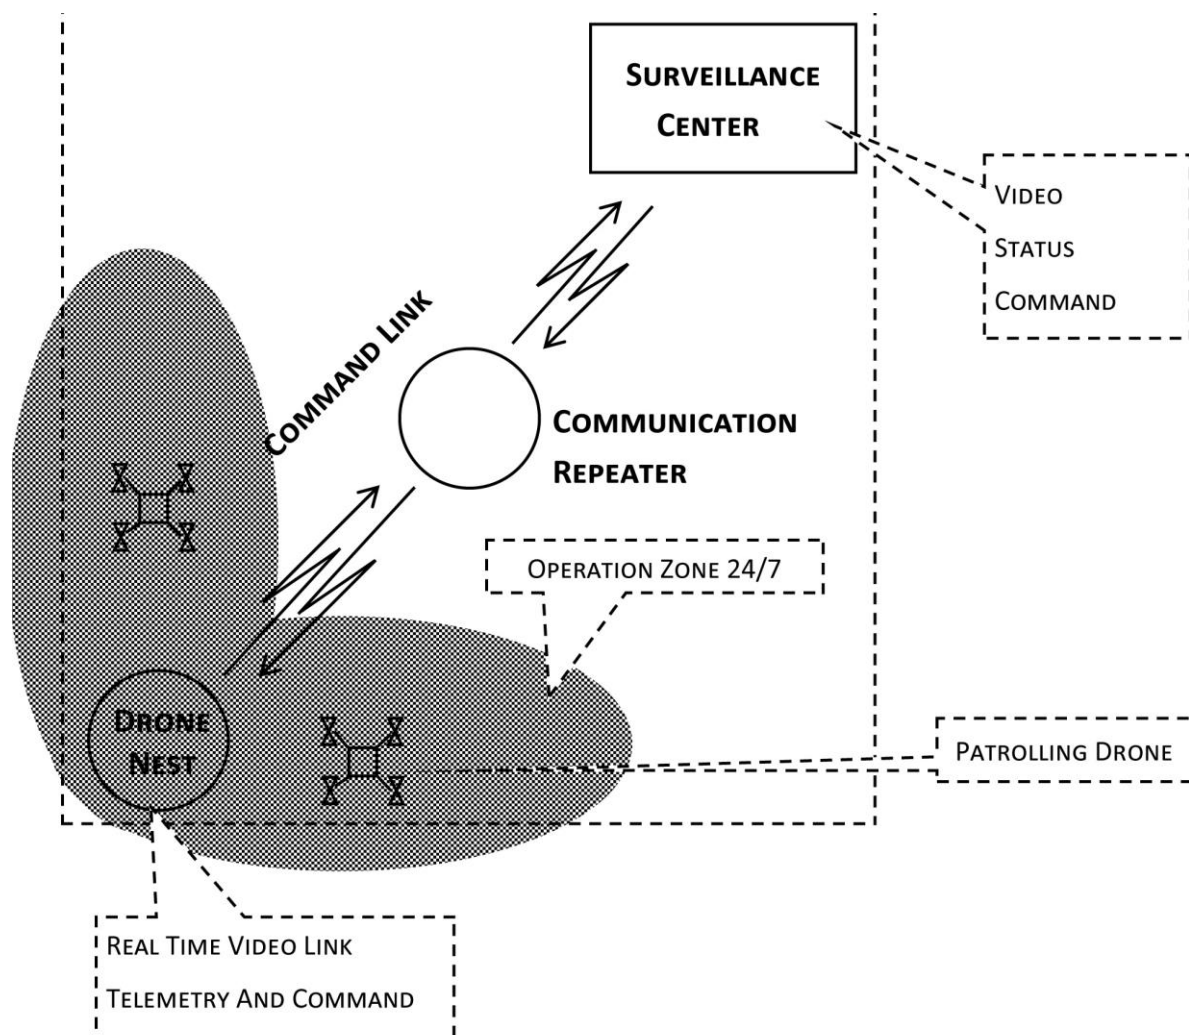 SURVEILLANCE
CENTER
VIDEO
STATUS
COMMAND
COMMAND LINK
COMMUNICATION
REPEATER
OPERATION ZONE 24/7
DRONE
NEST
PATROLLING DRONE
REAL TIME VIDEO LINK
TELEMETRY AND COMMAND